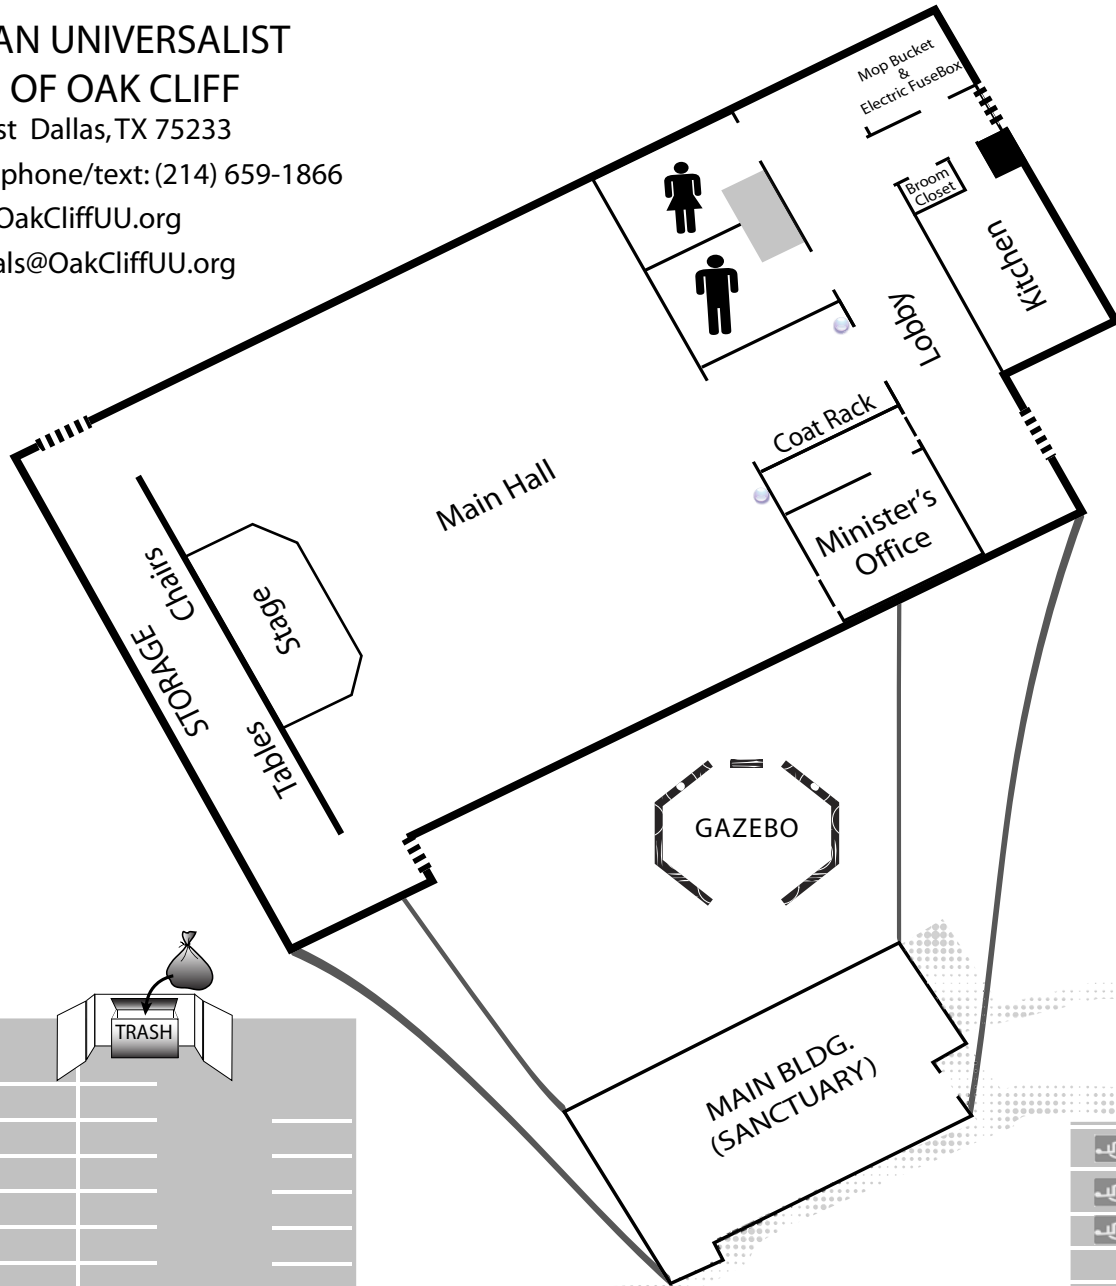 AN UNIVERSALIST
OF OAK CLIFF
st Dallas, TX 75233
phone/text: (214) 659-1866
OakCliffUU.org
als@OakCliffUU.org
Mop Bucket
&
Electric FuseBox
Broom
Closet
Kitchen
Lobby
Coat Rack
Main Hall
Minister's
Office
Chairs
Stage
STORAGE
Tables
GAZEBO
TRASH
MAIN BLDG.
(SANCTUARY)